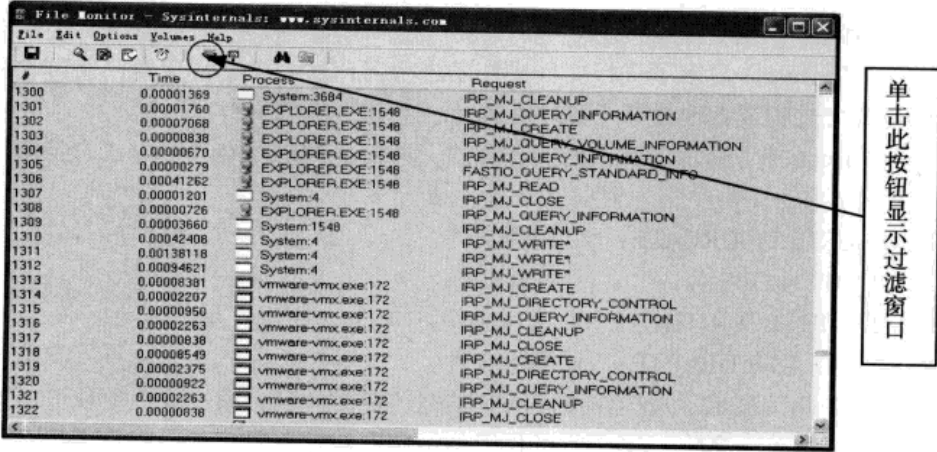 File Monitor - Sysinternals: www.sysinternals.com
File Edit Options Volumes Help
# Time Process Request
1300 0.00001369 System:3684 IRP_MJ_CLEANUP
1301 0.00001760 EXPLORER.EXE:1548 IRP_MJ_QUERY_INFORMATION
1302 0.00007068 EXPLORER.EXE:1548 IRP_MJ_CREATE
1303 0.00000838 EXPLORER.EXE:1548 IRP_MJ_QUERY_VOLUME_INFORMATION
1304 0.00000670 EXPLORER.EXE:1548 IRP_MJ_QUERY_INFORMATION
1305 0.00000279 EXPLORER.EXE:1548 FASTIO_QUERY_STANDARD_INFO
1306 0.00041262 EXPLORER.EXE:1548 IRP_MJ_READ
1307 0.00001201 System:4 IRP_MJ_CLOSE
1308 0.00000726 EXPLORER.EXE:1548 IRP_MJ_QUERY_INFORMATION
1309 0.00003660 System:1548 IRP_MJ_CLEANUP
1310 0.00042408 System:4 IRP_MJ_WRITE*
1311 0.00138118 System:4 IRP_MJ_WRITE*
1312 0.00094621 System:4 IRP_MJ_WRITE*
1313 0.00008381 vmware-vmx.exe:172 IRP_MJ_CREATE
1314 0.00002207 vmware-vmx.exe:172 IRP_MJ_DIRECTORY_CONTROL
1315 0.00000950 vmware-vmx.exe:172 IRP_MJ_QUERY_INFORMATION
1316 0.00002263 vmware-vmx.exe:172 IRP_MJ_CLEANUP
1317 0.00000838 vmware-vmx.exe:172 IRP_MJ_CLOSE
1318 0.00008549 vmware-vmx.exe:172 IRP_MJ_CREATE
1319 0.00002375 vmware-vmx.exe:172 IRP_MJ_DIRECTORY_CONTROL
1320 0.00000922 vmware-vmx.exe:172 IRP_MJ_QUERY_INFORMATION
1321 0.00002263 vmware-vmx.exe:172 IRP_MJ_CLEANUP
1322 0.00000838 vmware-vmx.exe:172 IRP_MJ_CLOSE
单击此按钮显示过滤窗口